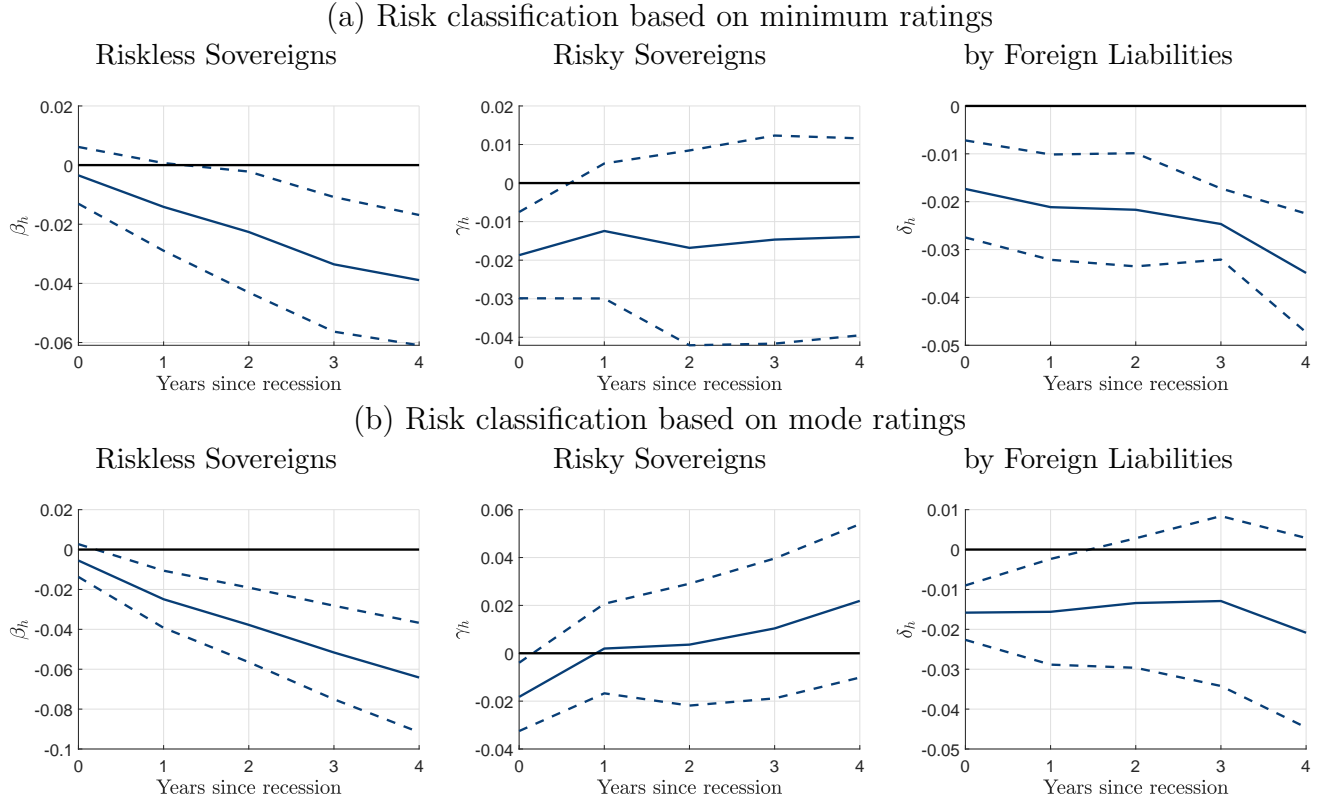 (a) Risk classification based on minimum ratings
Riskless Sovereigns
Risky Sovereigns
by Foreign Liabilities
0.02
0
-0.02
-0.04
-0.06
β_h
0 1 2 3 4
Years since recession
0.02
0.01
0
-0.01
-0.02
-0.03
-0.04
γ_h
0 1 2 3 4
Years since recession
0
-0.01
-0.02
-0.03
-0.04
-0.05
δ_h
0 1 2 3 4
Years since recession
(b) Risk classification based on mode ratings
Riskless Sovereigns
Risky Sovereigns
by Foreign Liabilities
0.02
0
-0.02
-0.04
-0.06
-0.08
-0.1
β_h
0 1 2 3 4
Years since recession
0.06
0.04
0.02
0
-0.02
-0.04
γ_h
0 1 2 3 4
Years since recession
0.01
0
-0.01
-0.02
-0.03
-0.04
-0.05
δ_h
0 1 2 3 4
Years since recession